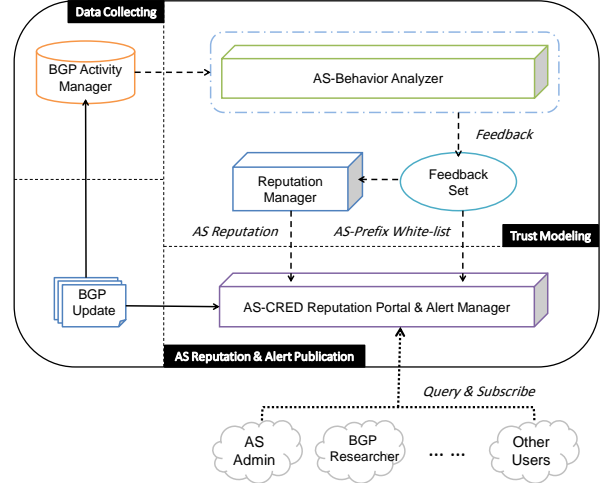 Data Collecting
BGP Activity
Manager
AS-Behavior Analyzer
Feedback
Reputation
Manager
Feedback
Set
AS Reputation
AS-Prefix White-list
Trust Modeling
BGP
Update
AS-CRED Reputation Portal & Alert Manager
AS Reputation & Alert Publication
Query & Subscribe
AS
Admin
BGP
Researcher
... ...
Other
Users